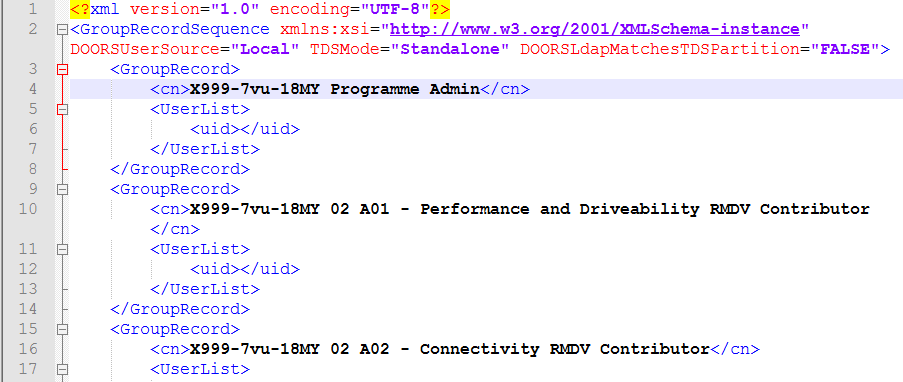 1 <?xml version="1.0" encoding="UTF-8"?>
2 <GroupRecordSequence xmlns:xsi="http://www.w3.org/2001/XMLSchema-instance"
DOORSUserSource="Local" TDSMode="Standalone" DOORSLdapMatchesTDSPartition="FALSE">
3 <GroupRecord>
4 <cn>X999-7vu-18MY Programme Admin</cn>
5 <UserList>
6 <uid></uid>
7 </UserList>
8 </GroupRecord>
9 <GroupRecord>
10 <cn>X999-7vu-18MY 02 A01 - Performance and Driveability RMDV Contributor
</cn>
11 <UserList>
12 <uid></uid>
13 </UserList>
14 </GroupRecord>
15 <GroupRecord>
16 <cn>X999-7vu-18MY 02 A02 - Connectivity RMDV Contributor</cn>
17 <UserList>